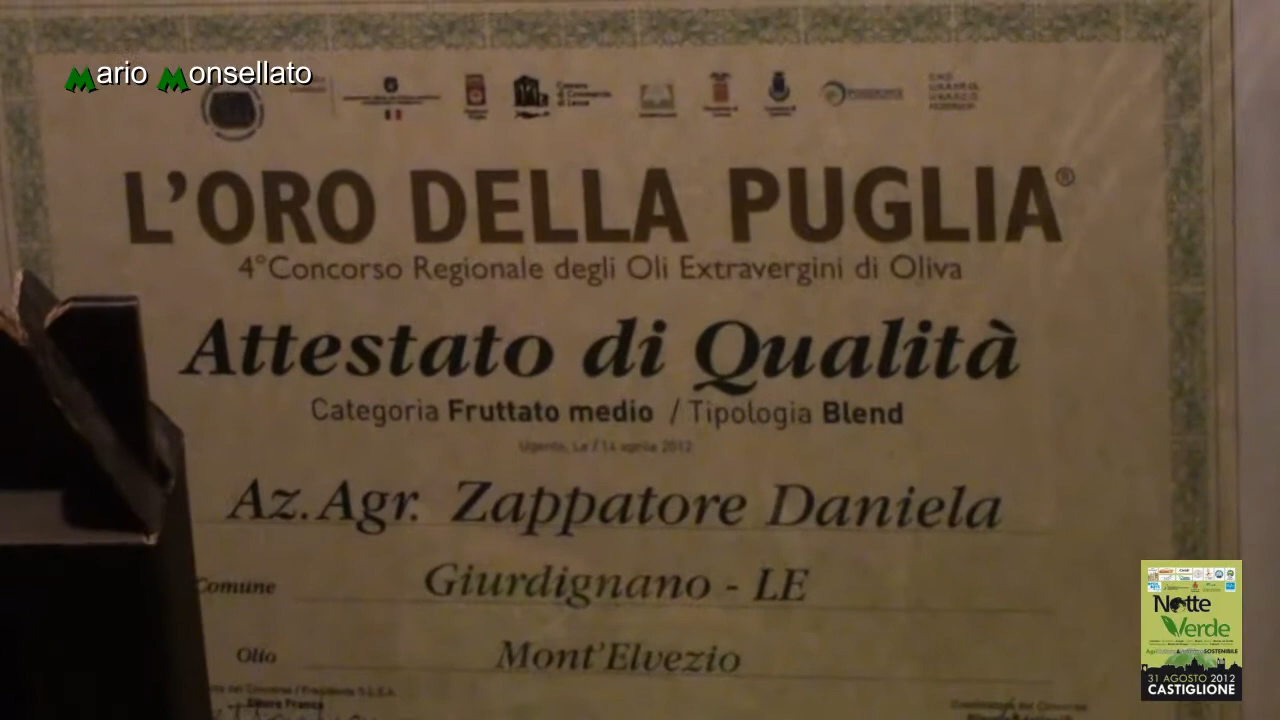 Mario Monsellato
L'ORO DELLA PUGLIA®
4°Concorso Regionale degli Oli Extravergini di Oliva
Attestato di Qualità
Categoria Fruttato medio / Tipologia Blend
Ugento, Le / 14 aprile 2012
Az. Agr. Zappatore Daniela
Comune Giurdignano - LE
Olio Mont'Elvezio
Notte
Verde
31 AGOSTO 2012
CASTIGLIONE